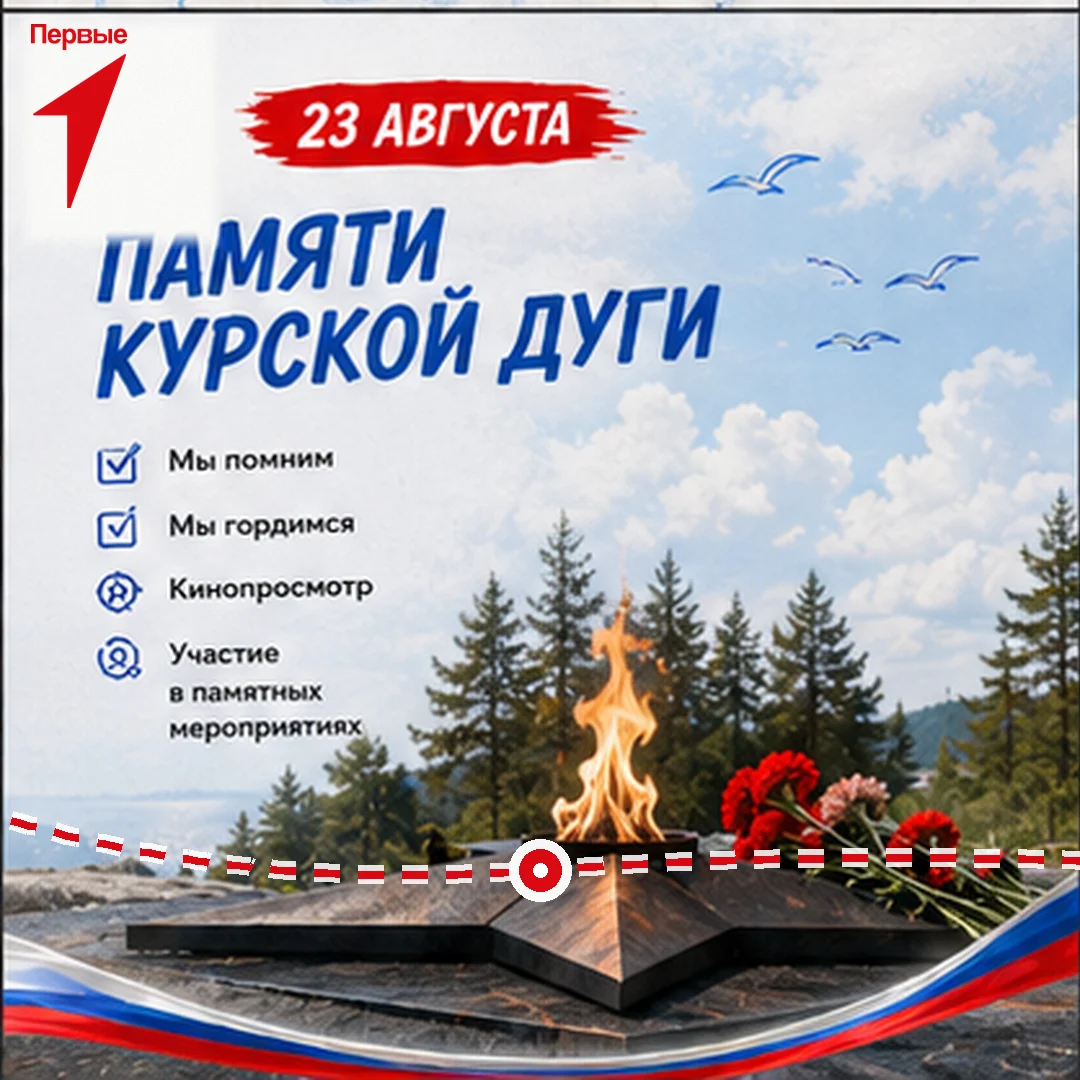 Первые
23 АВГУСТА
ПАМЯТИ
КУРСКОЙ ДУГИ
Мы помним
Мы гордимся
Кинопросмотр
Участие
в памятных
мероприятиях